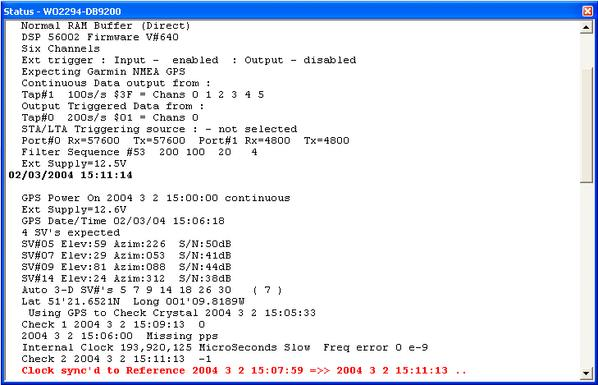 Status - WO2294-DB9200
Normal RAM Buffer (Direct)
DSP 56002 Firmware V#640
Six Channels
Ext trigger : Input - enabled : Output - disabled
Expecting Garmin NMEA GPS
Continuous Data output from :
Tap#1 100s/s $3F = Chans 0 1 2 3 4 5
Output Triggered Data from :
Tap#0 200s/s $01 = Chans 0
STA/LTA Triggering source : - not selected
Port#0 Rx=57600 Tx=57600 Port#1 Rx=4800 Tx=4800
Filter Sequence #53 200 100 20 4
Ext Supply=12.5V
02/03/2004 15:11:14
GPS Power On 2004 3 2 15:00:00 continuous
Ext Supply=12.6V
GPS Date/Time 02/03/04 15:06:18
4 SV's expected
SV#05 Elev:59 Azim:226 S/N:50dB
SV#07 Elev:29 Azim:053 S/N:41dB
SV#09 Elev:81 Azim:088 S/N:44dB
SV#14 Elev:24 Azim:312 S/N:38dB
Auto 3-D SV#'s 5 7 9 14 18 26 30 ( 7 )
Lat 51'21.6521N Long 001'09.8189W
Using GPS to Check Crystal 2004 3 2 15:05:33
Check 1 2004 3 2 15:09:13 0
2004 3 2 15:06:00 Missing pps
Internal Clock 193,920,125 MicroSeconds Slow Freq error 0 e-9
Check 2 2004 3 2 15:11:13 -1
Clock sync'd to Reference 2004 3 2 15:07:59 =>> 2004 3 2 15:11:13 ..